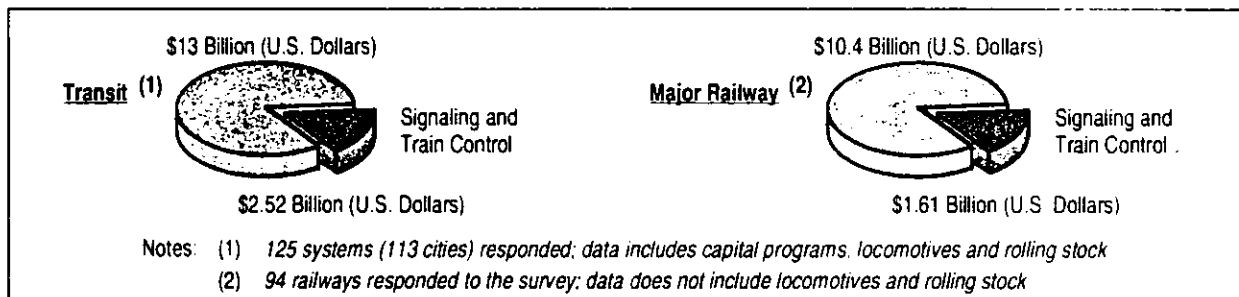 $13 Billion (U.S. Dollars)
Transit (1)
Signaling and
Train Control
$2.52 Billion (U.S. Dollars)
$10.4 Billion (U.S. Dollars)
Major Railway (2)
Signaling and
Train Control
$1.61 Billion (U.S. Dollars)
Notes: (1) 125 systems (113 cities) responded; data includes capital programs, locomotives and rolling stock
(2) 94 railways responded to the survey; data does not include locomotives and rolling stock